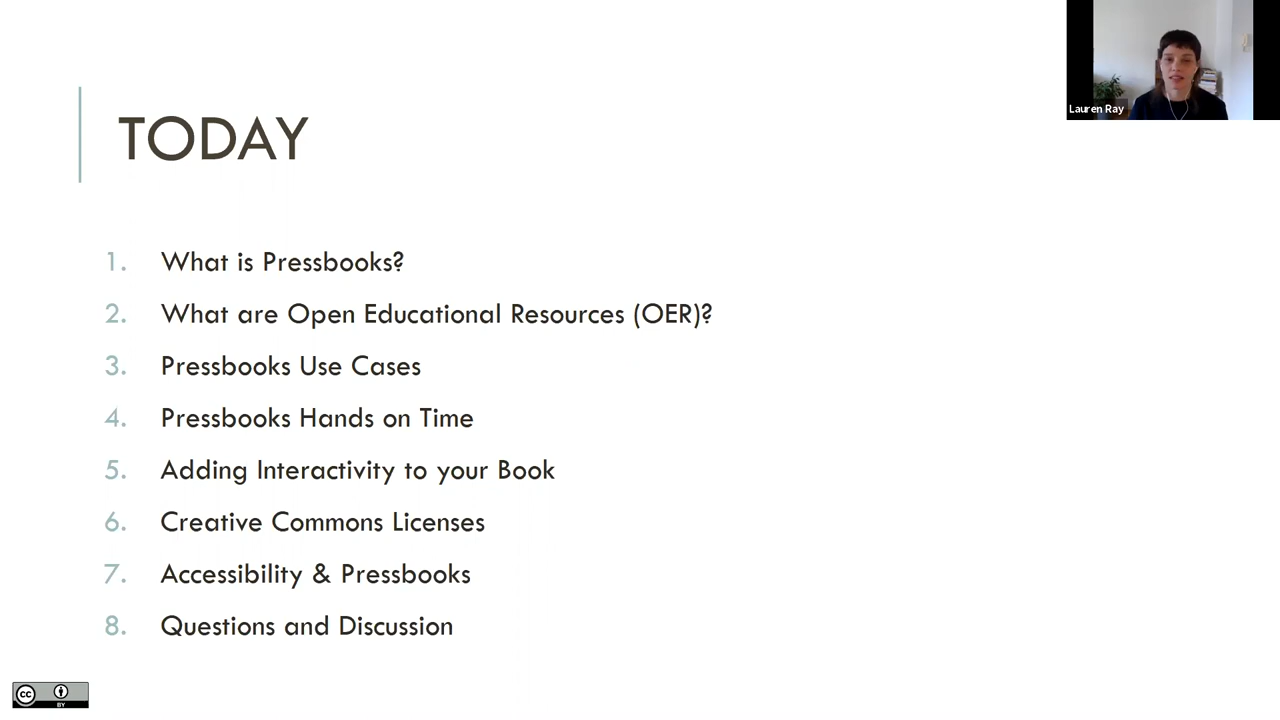 Lauren Ray
TODAY
1. What is Pressbooks?
2. What are Open Educational Resources (OER)?
3. Pressbooks Use Cases
4. Pressbooks Hands on Time
5. Adding Interactivity to your Book
6. Creative Commons Licenses
7. Accessibility & Pressbooks
8. Questions and Discussion
cc
BY